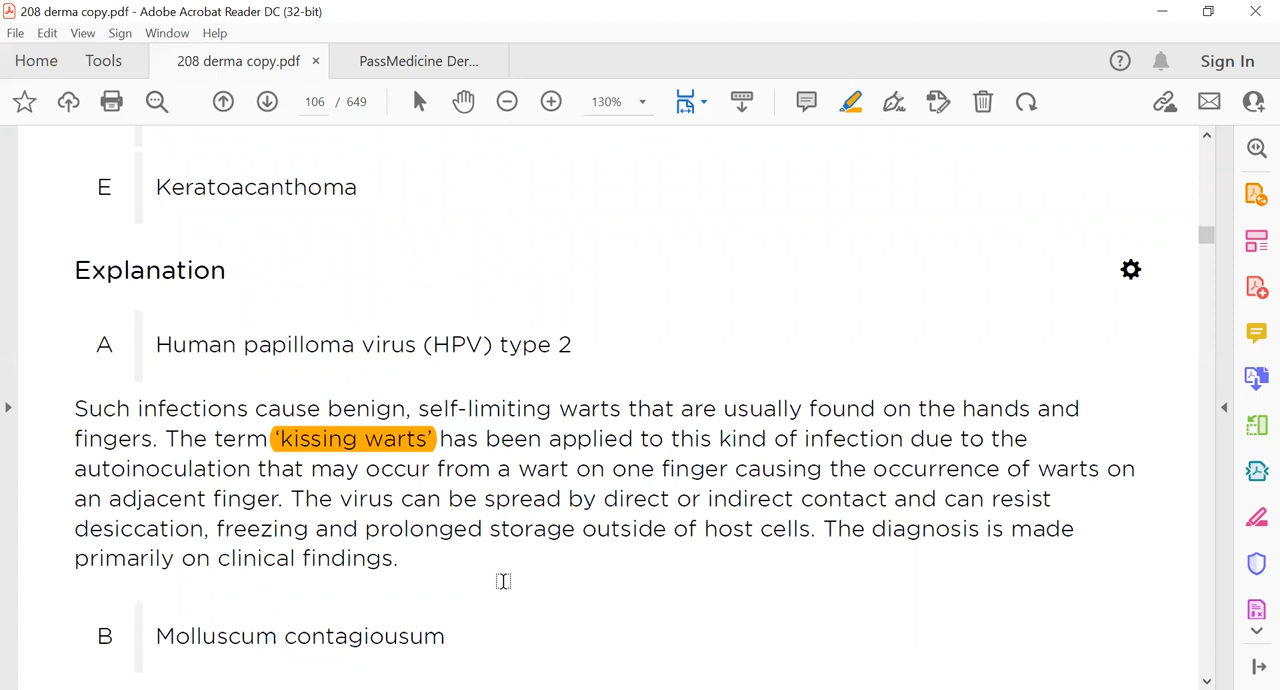 208 derma copy.pdf - Adobe Acrobat Reader DC (32-bit)
File Edit View Sign Window Help
Home Tools 208 derma copy.pdf × PassMedicine Der... Sign In
106 / 649 130%
E Keratoacanthoma
Explanation
A Human papilloma virus (HPV) type 2
Such infections cause benign, self-limiting warts that are usually found on the hands and
fingers. The term ‘kissing warts’ has been applied to this kind of infection due to the
autoinoculation that may occur from a wart on one finger causing the occurrence of warts on
an adjacent finger. The virus can be spread by direct or indirect contact and can resist
desiccation, freezing and prolonged storage outside of host cells. The diagnosis is made
primarily on clinical findings.
B Molluscum contagiousum